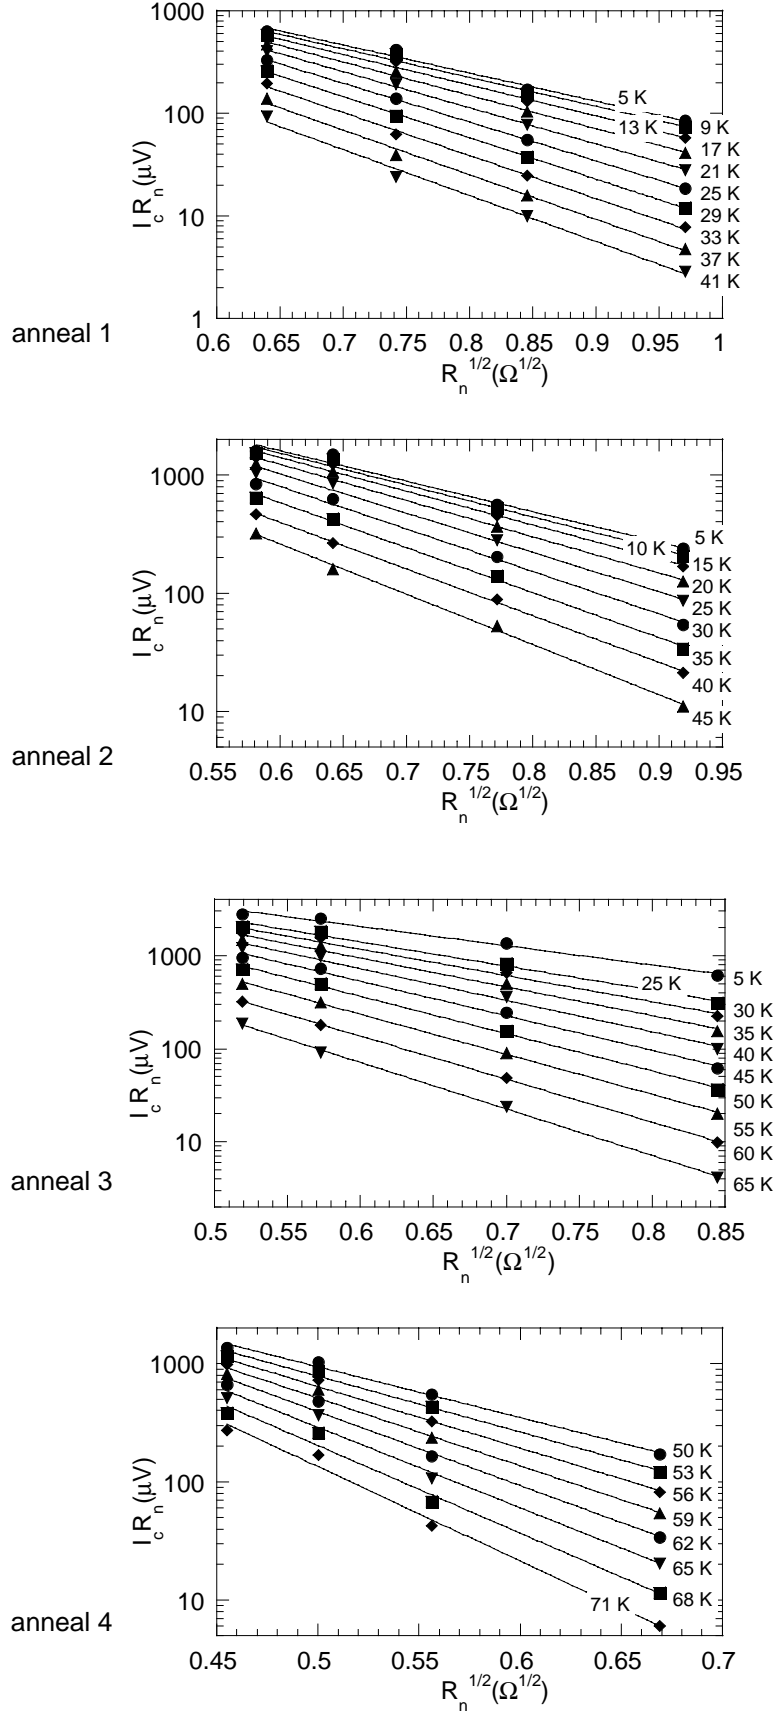 1000
100
10
1
I_c R_n (μV)
5 K
13 K
9 K
17 K
21 K
25 K
29 K
33 K
37 K
41 K
anneal 1
0.6 0.65 0.7 0.75 0.8 0.85 0.9 0.95 1
R_n^{1/2}(Ω^{1/2})
1000
100
10
I_c R_n (μV)
5 K
10 K
15 K
20 K
25 K
30 K
35 K
40 K
45 K
anneal 2
0.55 0.6 0.65 0.7 0.75 0.8 0.85 0.9 0.95
R_n^{1/2}(Ω^{1/2})
1000
100
10
I_c R_n (μV)
5 K
25 K
30 K
35 K
40 K
45 K
50 K
55 K
60 K
65 K
anneal 3
0.5 0.55 0.6 0.65 0.7 0.75 0.8 0.85
R_n^{1/2}(Ω^{1/2})
1000
100
10
I_c R_n (μV)
50 K
53 K
56 K
59 K
62 K
65 K
68 K
71 K
anneal 4
0.45 0.5 0.55 0.6 0.65 0.7
R_n^{1/2}(Ω^{1/2})